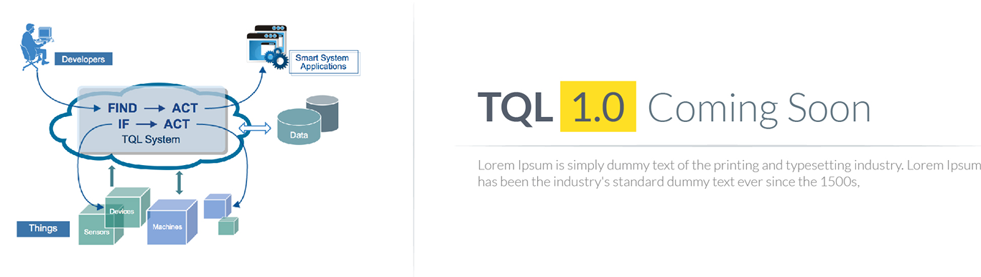 Developers
Smart System
Applications
FIND → ACT
IF → ACT
TQL System
Data
Devices
Sensors
Machines
Things
TQL 1.0 Coming Soon
Lorem Ipsum is simply dummy text of the printing and typesetting industry. Lorem Ipsum
has been the industry's standard dummy text ever since the 1500s,